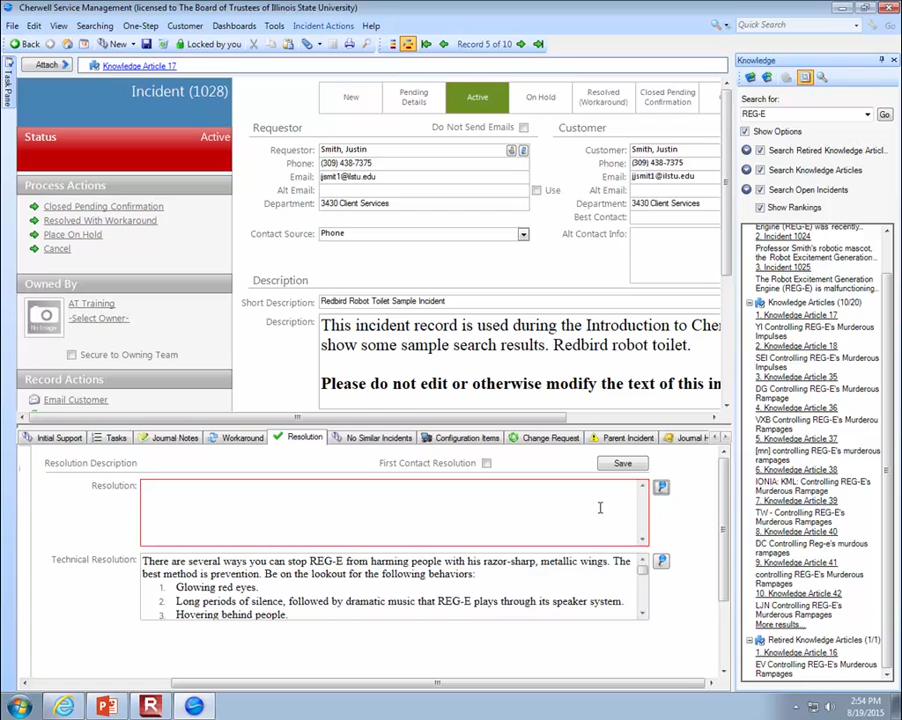 Cherwell Service Management (licensed to The Board of Trustees of Illinois State University)
File Edit View Searching One-Step Customer Dashboards Tools Incident Actions Help Quick Search
Back New Locked by you Record 5 of 10
Attach Knowledge Article 17
Task Pane
Incident (1028)
Status Active
Process Actions
Closed Pending Confirmation
Resolved With Workaround
Place On Hold
Cancel
Owned By
No Image
AT Training
-Select Owner-
Secure to Owning Team
Record Actions
Email Customer
New
Pending Details
Active
On Hold
Resolved (Workaround)
Closed Pending Confirmation
Requestor Do Not Send Emails Customer
Requestor: Smith, Justin Customer: Smith, Justin
Phone: (309) 438-7375 Phone: (309) 438-7375
Email: jjsmit1@ilstu.edu Email: jjsmit1@ilstu.edu
Alt Email: Use Alt Email:
Department: 3430 Client Services Department: 3430 Client Services
Best Contact:
Contact Source: Phone Alt Contact Info:
Description
Short Description: Redbird Robot Toilet Sample Incident
Description: This incident record is used during the Introduction to Cher
show some sample search results. Redbird robot toilet.
Please do not edit or otherwise modify the text of this in
Initial Support Tasks Journal Notes Workaround Resolution No Similar Incidents Configuration Items Change Request Parent Incident Journal H
Resolution Description First Contact Resolution Save
Resolution:
Technical Resolution: There are several ways you can stop REG-E from harming people with his razor-sharp, metallic wings. The
best method is prevention. Be on the lookout for the following behaviors:
1. Glowing red eyes.
2. Long periods of silence, followed by dramatic music that REG-E plays through its speaker system.
3. Hovering behind people.
Knowledge
Search for:
REG-E Go
Show Options
Search Retired Knowledge Articl...
Search Knowledge Articles
Search Open Incidents
Show Rankings
Engine (REG-E) was recently...
2. Incident 1024
Professor Smith's robotic mascot,
the Robot Excitement Generation
3. Incident 1025
The Robot Excitement Generation
Engine (REG-E) is malfunctioning...
Knowledge Articles (10/20)
1. Knowledge Article 17
YI Controlling REG-E's Murderous
Impulses
2. Knowledge Article 18
SEI Controlling REG-E's Murderous
Impulses
3. Knowledge Article 35
DG Controlling REG-E's Murderous
Rampage
4. Knowledge Article 36
VXB Controlling REG-E's Murderous
Rampage
5. Knowledge Article 37
[mn] controlling REG-E's murderous
rampages
6. Knowledge Article 38
IONIA: KML: Controlling REG-E's
Murderous Rampage
7. Knowledge Article 39
TW - Controlling REG-E's Murderous
Rampages
8. Knowledge Article 40
DC Controlling Reg-e's murderous
rampages
9. Knowledge Article 41
controlling REG-E's Murderous
Rampages
10. Knowledge Article 42
LJN Controlling REG-E's Murderous
More results...
Retired Knowledge Articles (1/1)
1. Knowledge Article 16
EV Controlling REG-E's Murderous
Rampages
2:54 PM
8/19/2015